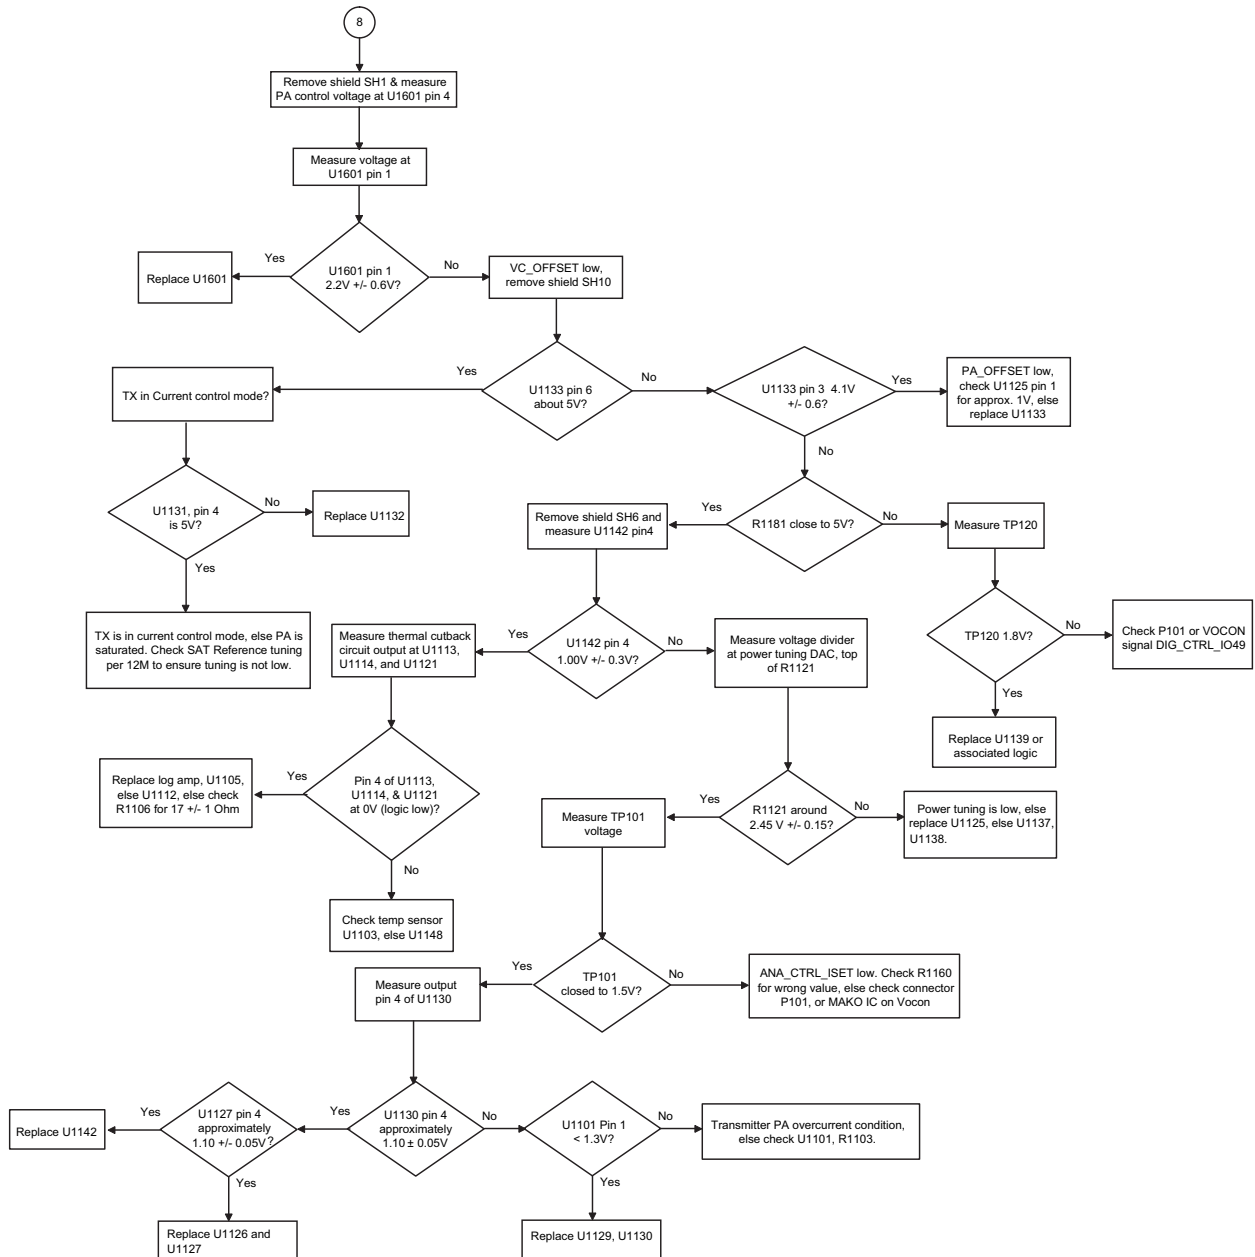 8
Remove shield SH1 & measure
PA control voltage at U1601 pin 4
Measure voltage at
U1601 pin 1
Yes
U1601 pin 1
2.2V +/- 0.6V?
No
Replace U1601
VC_OFFSET low,
remove shield SH10
TX in Current control mode?
Yes
U1133 pin 6
about 5V?
No
U1133 pin 3 4.1V
+/- 0.6?
Yes
PA_OFFSET low,
check U1125 pin 1
for approx. 1V, else
replace U1133
No
U1131, pin 4
is 5V?
No
Replace U1132
Yes
Remove shield SH6 and
measure U1142 pin4
Yes
R1181 close to 5V?
No
Measure TP120
TX is in current control mode, else PA is
saturated. Check SAT Reference tuning
per 12M to ensure tuning is not low.
Measure thermal cutback
circuit output at U1113,
U1114, and U1121
Yes
U1142 pin 4
1.00V +/- 0.3V?
No
Measure voltage divider
at power tuning DAC, top
of R1121
TP120 1.8V?
No
Check P101 or VOCON
signal DIG_CTRL_IO49
Yes
Replace U1139 or
associated logic
Replace log amp, U1105,
else U1112, else check
R1106 for 17 +/- 1 Ohm
Yes
Pin 4 of U1113,
U1114, & U1121
at 0V (logic low)?
No
Measure TP101
voltage
Yes
R1121 around
2.45 V +/- 0.15?
No
Power tuning is low, else
replace U1125, else U1137,
U1138.
Check temp sensor
U1103, else U1148
Measure output
pin 4 of U1130
Yes
TP101
closed to 1.5V?
No
ANA_CTRL_ISET low. Check R1160
for wrong value, else check connector
P101, or MAKO IC on Vocon
Replace U1142
Yes
U1127 pin 4
approximately
1.10 +/- 0.05V?
Yes
U1130 pin 4
approximately
1.10 ± 0.05V
No
U1101 Pin 1
< 1.3V?
No
Transmitter PA overcurrent condition,
else check U1101, R1103.
Yes
Yes
Replace U1126 and
U1127
Replace U1129, U1130